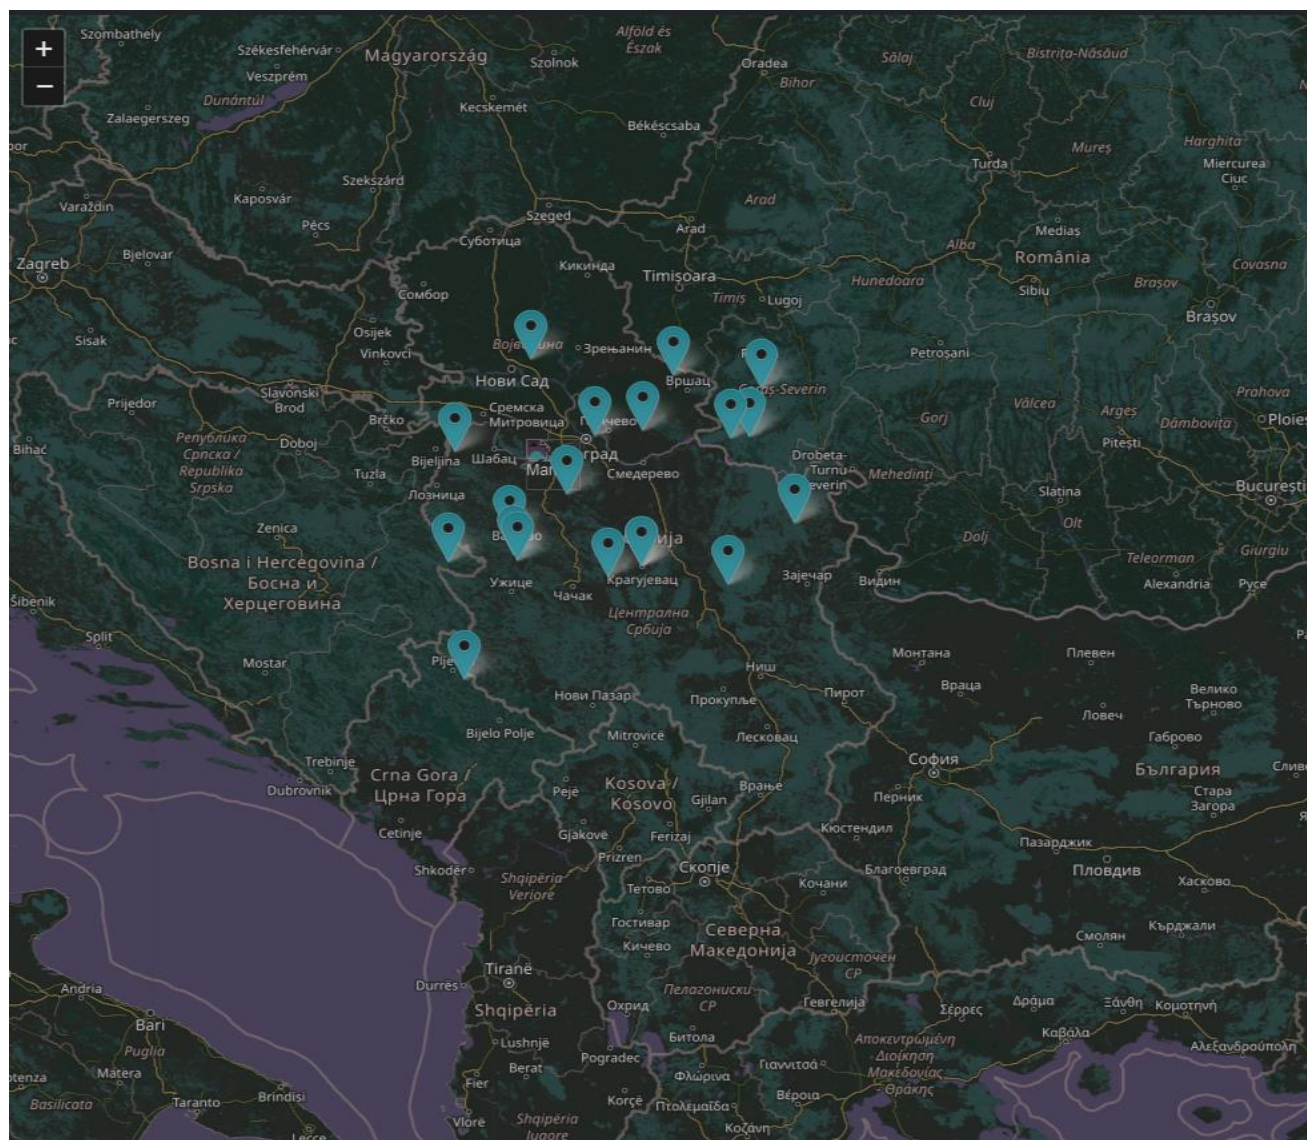 +
−
Szombathely
Székesfehérvár
Veszprém
Dunántúl
Zalaegerszeg
Magyarország
Szolnok
Alföld és
Észak
Kecskemét
Békéscsaba
Oradea
Bihor
Sălaj
Bistrița-Năsăud
Cluj
Turda
Mureș
Harghita
Miercurea
Ciuc
Varaždin
Kaposvár
Szekszárd
Pécs
Szeged
Arad
Arad
Mediaș
Alba
România
Covasna
Zagreb
Bjelovar
Суботица
Кикинда
Timișoara
Timiș
Lugoj
Hunedoara
Sibiu
Brașov
Brașov
Сомбор
Sisak
Osijek
Vinkovci
Зрењанин
Petroșani
Нови Сад
Вршац
Caraș-Severin
Prijedor
Slavonski
Brod
Brčko
Сремска
Митровица
Gorj
Vâlcea
Argeș
Prahova
Dâmbovița
Ploie
Pitești
Bihać
Република
Српска /
Republika
Srpska
Doboj
Tuzla
Bijeljina
Шабац
Смедерево
Лозница
Drobeta-
Turnu
Mehedinți
Slatina
București
Olt
Dolj
Teleorman
Giurgiu
Alexandria
Русе
Zenica
Bosna i Hercegovina /
Босна и
Херцеговина
Ужице
Чачак
Крагујевац
Зајечар
Видин
Šibenik
Централна
Србија
Split
Mostar
Ниш
Монтана
Плевен
Нови Пазар
Прокупље
Пирот
Враца
Ловеч
Велико
Търново
Bijelo Polje
Mitrovicë
Лесковац
Габрово
Trebinje
Dubrovnik
Crna Gora /
Црна Гора
Pejë
Kosova /
Kosovo
Gjilan
Врање
София
България
Перник
Стара
Загора
Cetinje
Gjakovë
Ferizaj
Кюстендил
Пазарджик
Shkodër
Prizren
Скопје
Благоевград
Пловдив
Хасково
Shqipëria
Veriore
Тетово
Кочани
Гостивар
Кичево
Северна
Македонија
Југоисточен
СР
Смолян
Кърджали
Tiranë
Durrës
Shqipëria
Пелагониски
СР
Охрид
Гевгелија
Σέρρες
Δράμα
Ξάνθη
Κομοτηνή
Andria
Bari
Puglia
Matera
Basilicata
Taranto
Brindisi
Lushnjë
Berat
Pogradec
Битола
Fier
Korçë
Φλώρινα
Γιαννιτσά
Αποκεντρωμένη
Διοίκηση
Μακεδονίας
- Θράκης
Καβάλα
Αλεξανδρούπολη
Πτολεμαΐδα
Βέροια
Vlorë
Shqipëria
Κοζάνη